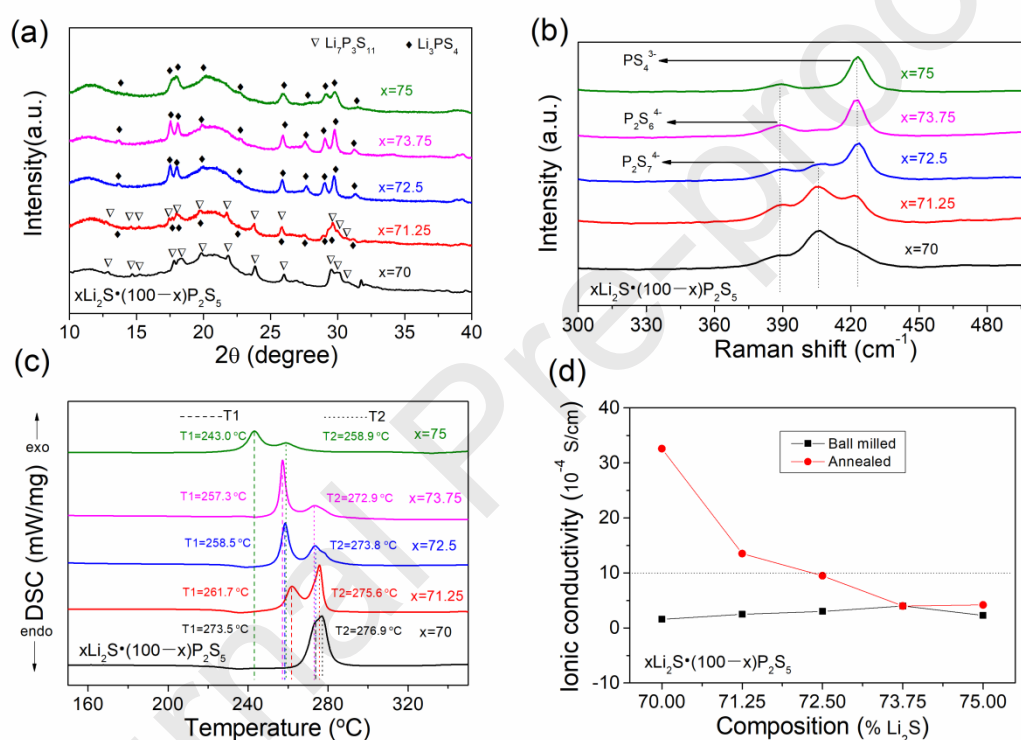 (a)
▽ Li₇P₃S₁₁ ♦ Li₃PS₄
x=75
x=73.75
x=72.5
x=71.25
x=70
xLi₂S•(100−x)P₂S₅
Intensity(a.u.)
10 15 20 25 30 35 40
2θ (degree)
(b)
PS₄³⁻
x=75
P₂S₆⁴⁻
x=73.75
P₂S₇⁴⁻
x=72.5
x=71.25
x=70
xLi₂S•(100−x)P₂S₅
Intensity (a.u.)
300 330 360 390 420 450 480
Raman shift (cm⁻¹)
(c)
T1 T2
T1=243.0 °C T2=258.9 °C x=75
T1=257.3 °C T2=272.9 °C x=73.75
T1=258.5 °C T2=273.8 °C x=72.5
T1=261.7 °C T2=275.6 °C x=71.25
T1=273.5 °C T2=276.9 °C x=70
xLi₂S•(100−x)P₂S₅
exo
DSC (mW/mg)
endo
160 200 240 280 320
Temperature (°C)
(d)
40
30
20
10
0
-10
Ball milled
Annealed
xLi₂S•(100−x)P₂S₅
Ionic conductivity (10⁻⁴ S/cm)
70.00 71.25 72.50 73.75 75.00
Composition (% Li₂S)
rnal Pre-proo